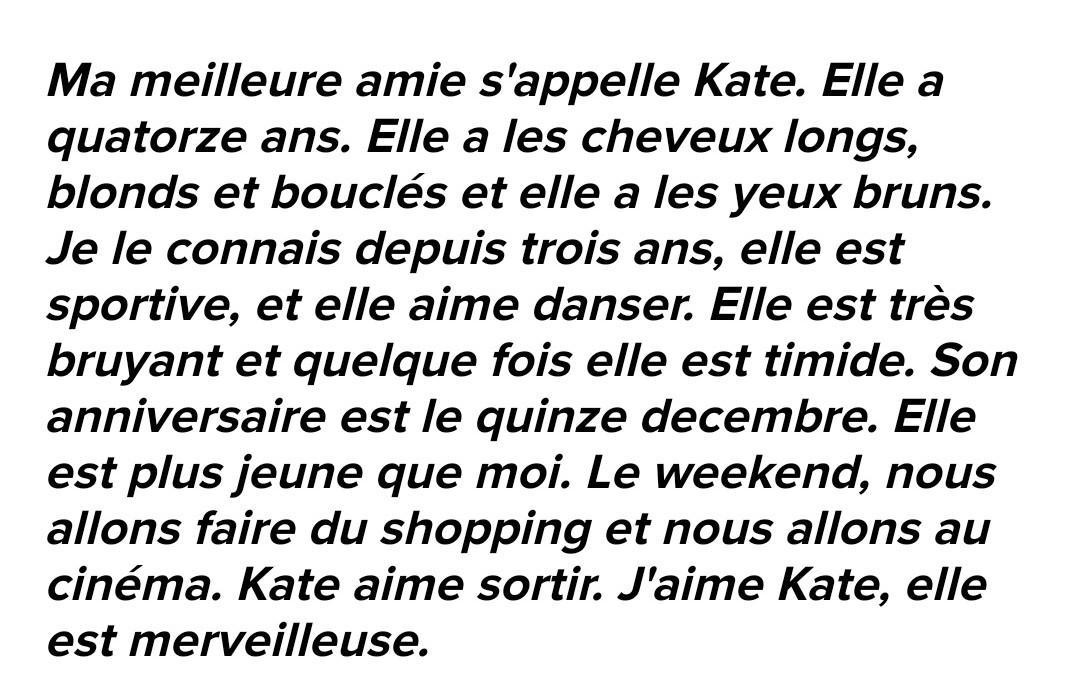 Ma meilleure amie s'appelle Kate. Elle a
quatorze ans. Elle a les cheveux longs,
blonds et bouclés et elle a les yeux bruns.
Je le connais depuis trois ans, elle est
sportive, et elle aime danser. Elle est très
bruyant et quelque fois elle est timide. Son
anniversaire est le quinze decembre. Elle
est plus jeune que moi. Le weekend, nous
allons faire du shopping et nous allons au
cinéma. Kate aime sortir. J'aime Kate, elle
est merveilleuse.